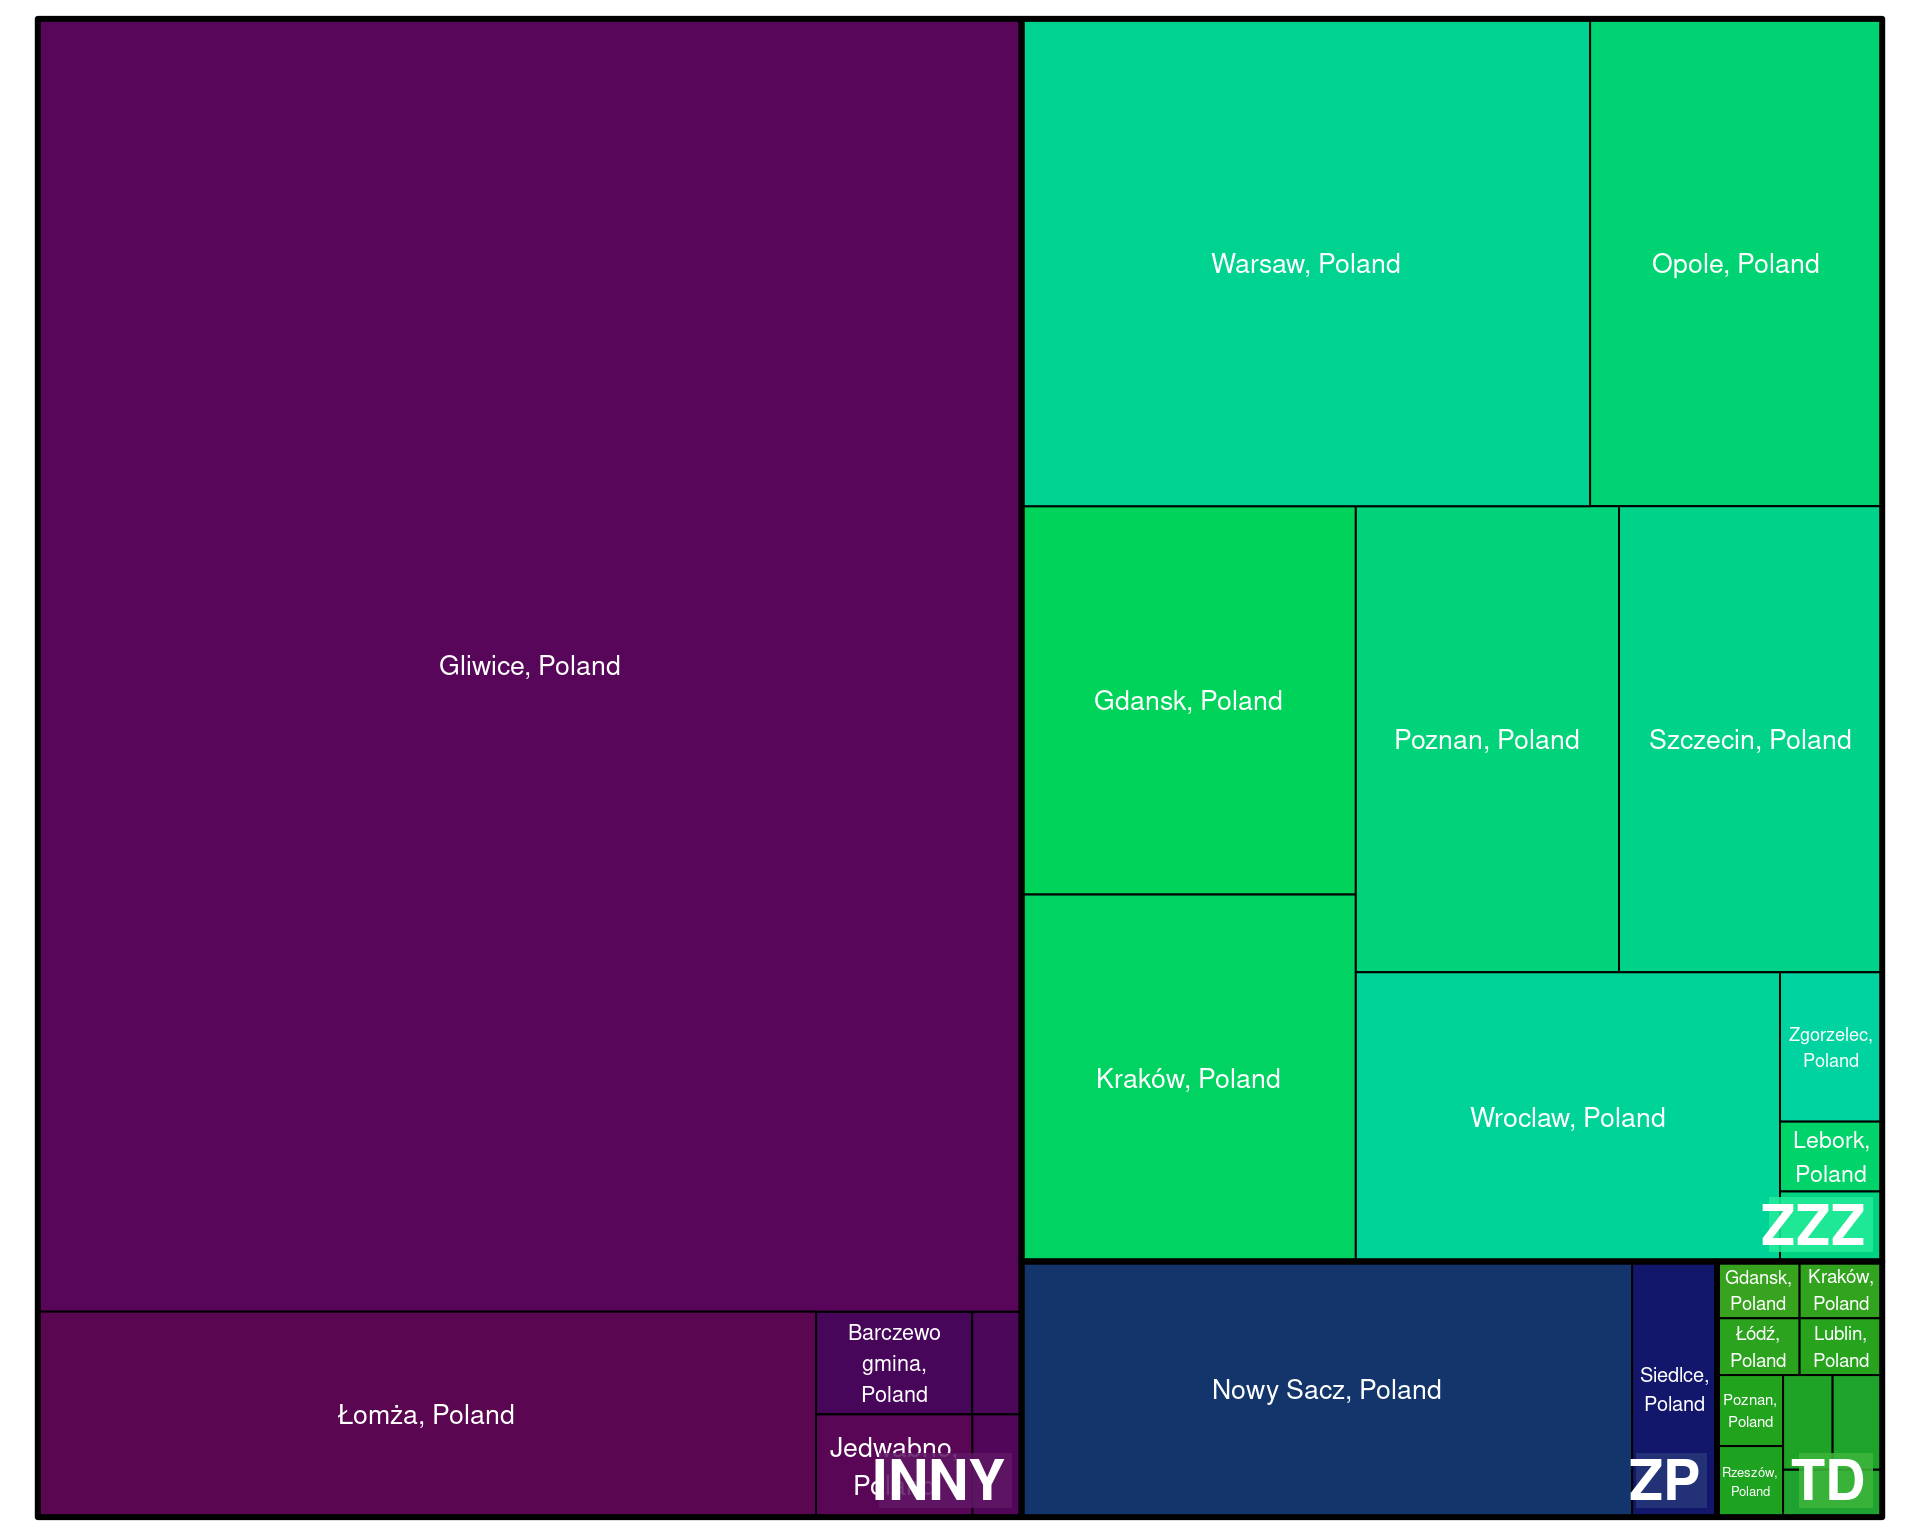 Gliwice, Poland
Łomża, Poland
Barczewo
gmina,
Poland
Jedwabno,
Poland
INNY
Warsaw, Poland
Opole, Poland
Gdansk, Poland
Poznan, Poland
Szczecin, Poland
Kraków, Poland
Wroclaw, Poland
Zgorzelec,
Poland
Lebork,
Poland
ZZZ
Nowy Sacz, Poland
Siedlce,
Poland
ZP
Gdansk,
Poland
Kraków,
Poland
Łódź,
Poland
Lublin,
Poland
Poznan,
Poland
Rzeszów,
Poland
TD